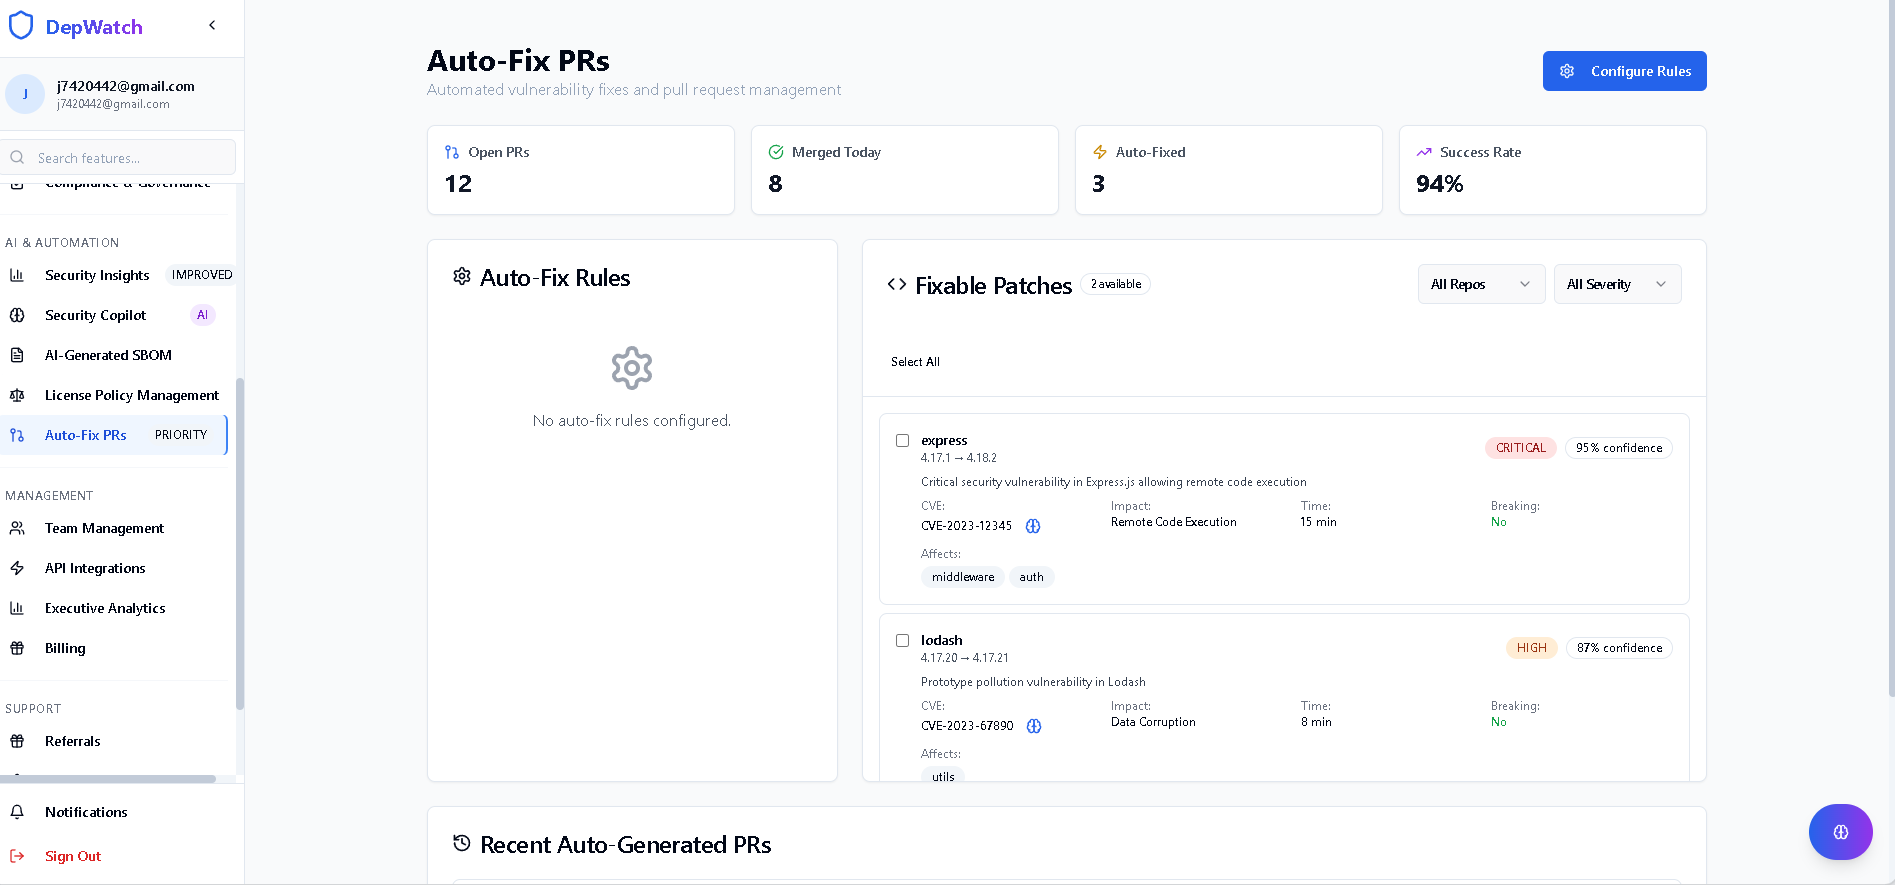 DepWatch
J
j7420442@gmail.com
j7420442@gmail.com
Search features...
Compliance & Governance
AI & AUTOMATION
Security Insights IMPROVED
Security Copilot AI
AI-Generated SBOM
License Policy Management
Auto-Fix PRs PRIORITY
MANAGEMENT
Team Management
API Integrations
Executive Analytics
Billing
SUPPORT
Referrals
Notifications
Sign Out
Auto-Fix PRs
Automated vulnerability fixes and pull request management
Configure Rules
Open PRs
12
Merged Today
8
Auto-Fixed
3
Success Rate
94%
Auto-Fix Rules
No auto-fix rules configured.
Fixable Patches 2 available
All Repos
All Severity
Select All
express
4.17.1 → 4.18.2
CRITICAL 95% confidence
Critical security vulnerability in Express.js allowing remote code execution
CVE: Impact: Time: Breaking:
CVE-2023-12345 Remote Code Execution 15 min No
Affects:
middleware auth
lodash
4.17.20 → 4.17.21
HIGH 87% confidence
Prototype pollution vulnerability in Lodash
CVE: Impact: Time: Breaking:
CVE-2023-67890 Data Corruption 8 min No
Affects:
utils
Recent Auto-Generated PRs